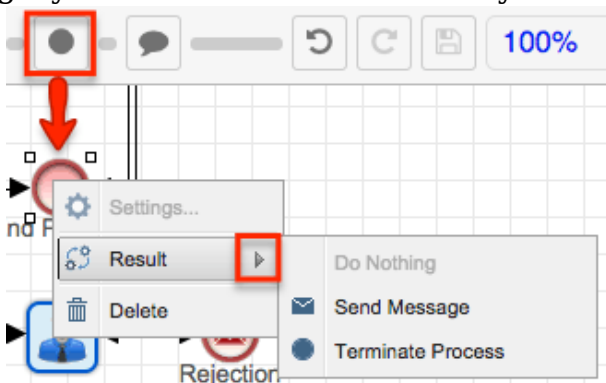 100%
Settings...
Result
Do Nothing
Delete
Send Message
Terminate Process
Rejection